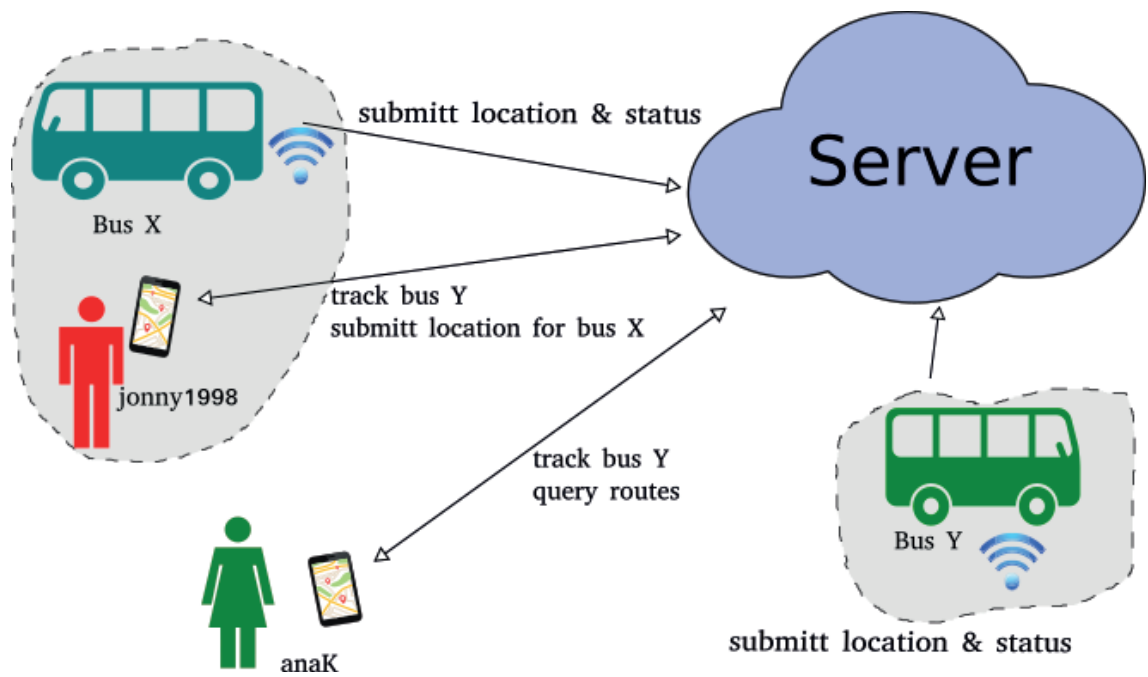 submitt location & status
Server
Bus X
track bus Y
submitt location for bus X
jonny1998
track bus Y
query routes
Bus Y
submitt location & status
anaK